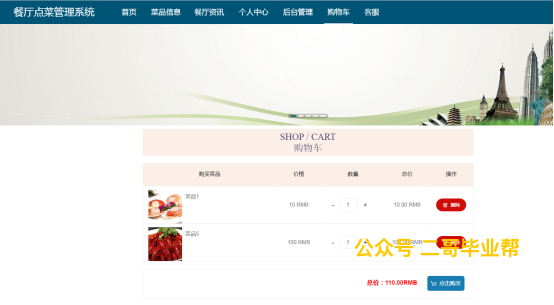 餐厅点菜管理系统 首页 菜品信息 餐厅资讯 个人中心 后台管理 购物车 客服
SHOP / CART
购物车
购买菜品 价格 数量 总价 操作
菜品1
10 RMB - 1 + 10.00 RMB 删除
菜品5
100 RMB - 1 + 100.00 RMB
公众号 二哥毕业帮
总价：110.00RMB 点击购买